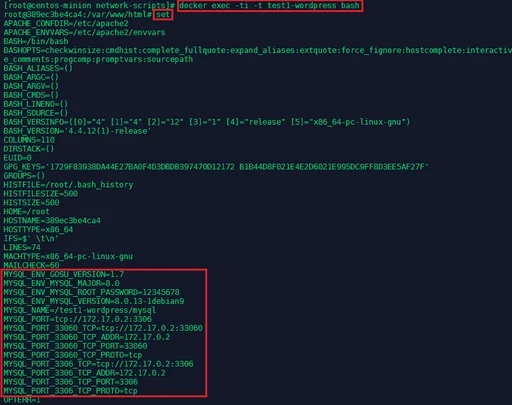 [root@centos-minion network-scripts]# docker exec -ti -t test1-wordpress bash
root@389ec3be4ca4:/var/www/html# set
APACHE_CONFDIR=/etc/apache2
APACHE_ENVVARS=/etc/apache2/envvars
BASH=/bin/bash
BASHOPTS=checkwinsize:cmdhist:complete_fullquote:expand_aliases:extquote:force_fignore:hostcomplete:interactiv
e_comments:progcomp:promptvars:sourcepath
BASH_ALIASES=()
BASH_ARGC=()
BASH_ARGV=()
BASH_CMDS=()
BASH_LINENO=()
BASH_SOURCE=()
BASH_VERSINFO=([0]="4" [1]="4" [2]="12" [3]="1" [4]="release" [5]="x86_64-pc-linux-gnu")
BASH_VERSION='4.4.12(1)-release'
COLUMNS=110
DIRSTACK=()
EUID=0
GPG_KEYS='1729F83938DA44E27BA0F4D3DBDB397470D12172 B1B44D8F021E4E2D6021E995DC9FF8D3EE5AF27F'
GROUPS=()
HISTFILE=/root/.bash_history
HISTFILESIZE=500
HISTSIZE=500
HOME=/root
HOSTNAME=389ec3be4ca4
HOSTTYPE=x86_64
IFS=$' \t\n'
LINES=74
MACHTYPE=x86_64-pc-linux-gnu
MAILCHECK=60
MYSQL_ENV_GOSU_VERSION=1.7
MYSQL_ENV_MYSQL_MAJOR=8.0
MYSQL_ENV_MYSQL_ROOT_PASSWORD=12345678
MYSQL_ENV_MYSQL_VERSION=8.0.13-1debian9
MYSQL_NAME=/test1-wordpress/mysql
MYSQL_PORT=tcp://172.17.0.2:3306
MYSQL_PORT_33060_TCP=tcp://172.17.0.2:33060
MYSQL_PORT_33060_TCP_ADDR=172.17.0.2
MYSQL_PORT_33060_TCP_PORT=33060
MYSQL_PORT_33060_TCP_PROTO=tcp
MYSQL_PORT_3306_TCP=tcp://172.17.0.2:3306
MYSQL_PORT_3306_TCP_ADDR=172.17.0.2
MYSQL_PORT_3306_TCP_PORT=3306
MYSQL_PORT_3306_TCP_PROTO=tcp
OPTERR=1